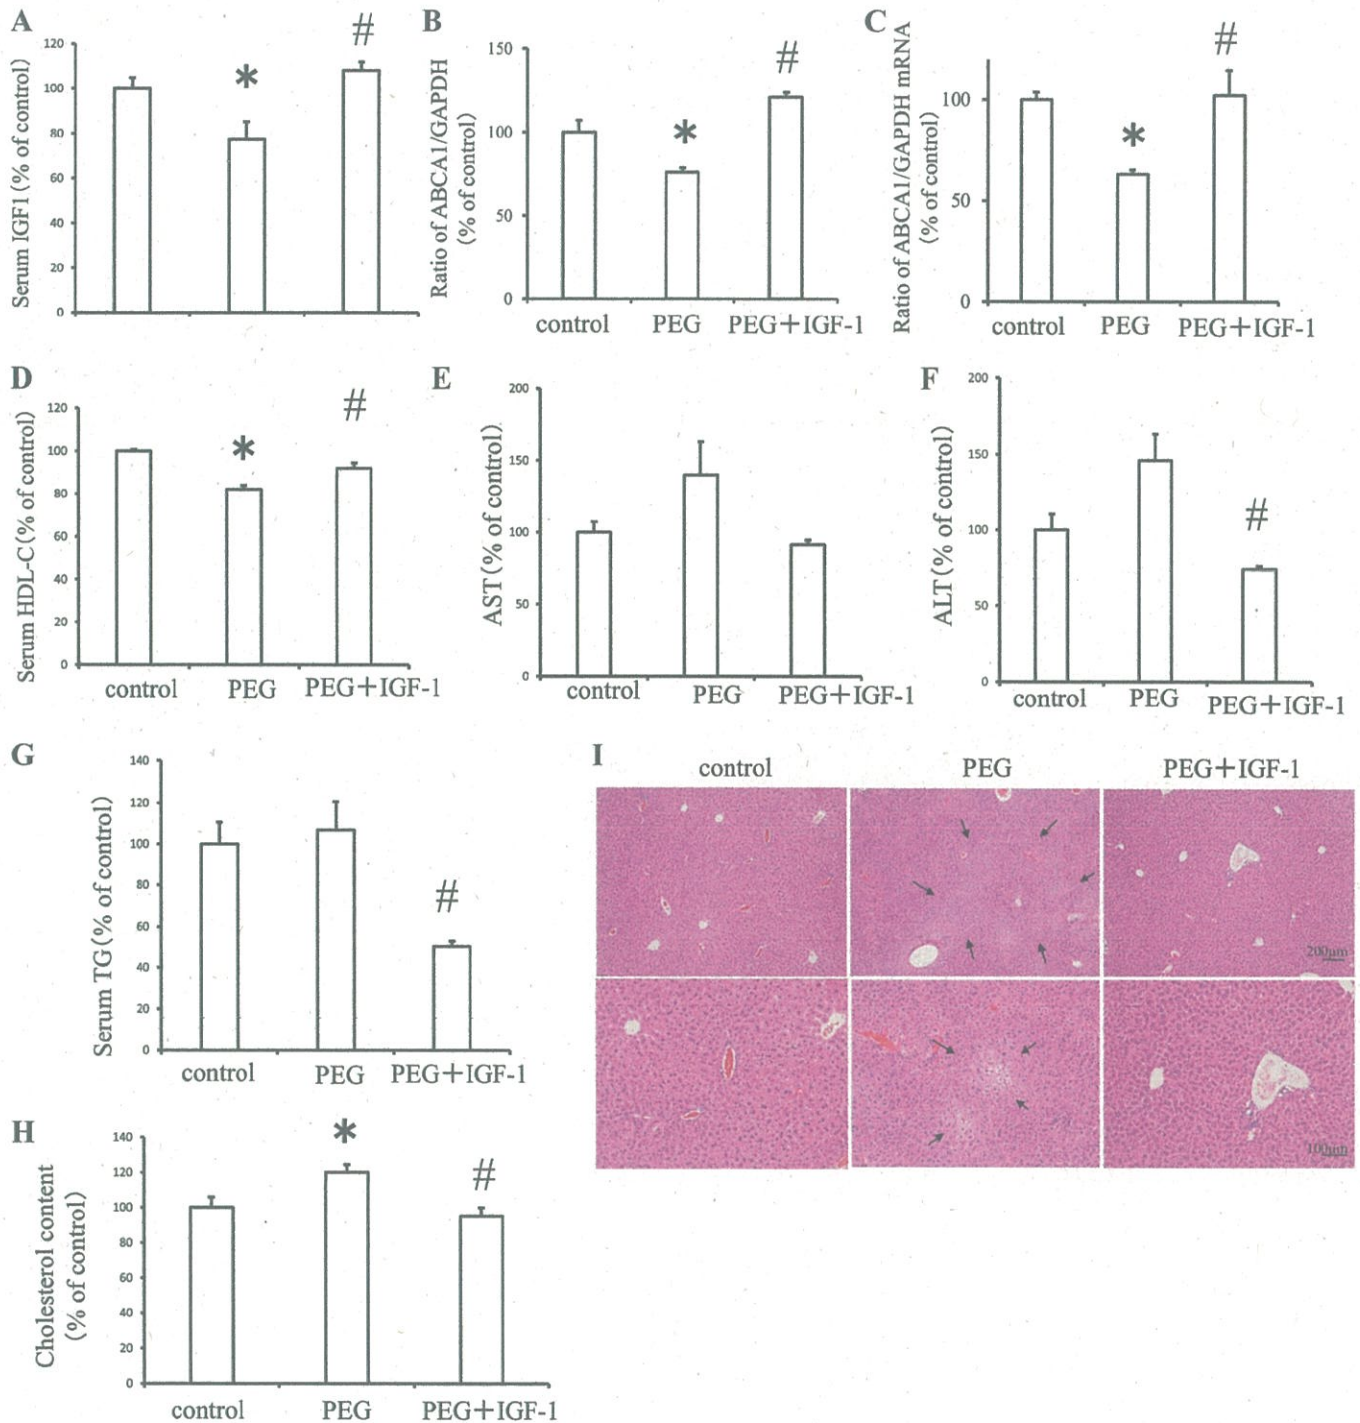 A
Serum IGF1(% of control)
120
100
80
60
40
20
0
*
#
B
Ratio of ABCA1/GAPDH
(% of control)
150
100
50
0
*
#
control PEG PEG+IGF-1
C
Ratio of ABCA1/GAPDH mRNA
(% of control)
100
50
0
*
#
control PEG PEG+IGF-1
D
Serum HDL-C(% of control)
120
100
80
60
40
20
0
*
#
control PEG PEG+IGF-1
E
AST(% of control)
200
150
100
50
0
control PEG PEG+IGF-1
F
ALT(% of control)
200
150
100
50
0
#
control PEG PEG+IGF-1
G
Serum TG(% of control)
140
120
100
80
60
40
20
0
#
control PEG PEG+IGF-1
H
Cholesterol content
(% of control)
140
120
100
80
60
40
20
0
*
#
control PEG PEG+IGF-1
I
control PEG PEG+IGF-1
200μm
100μm